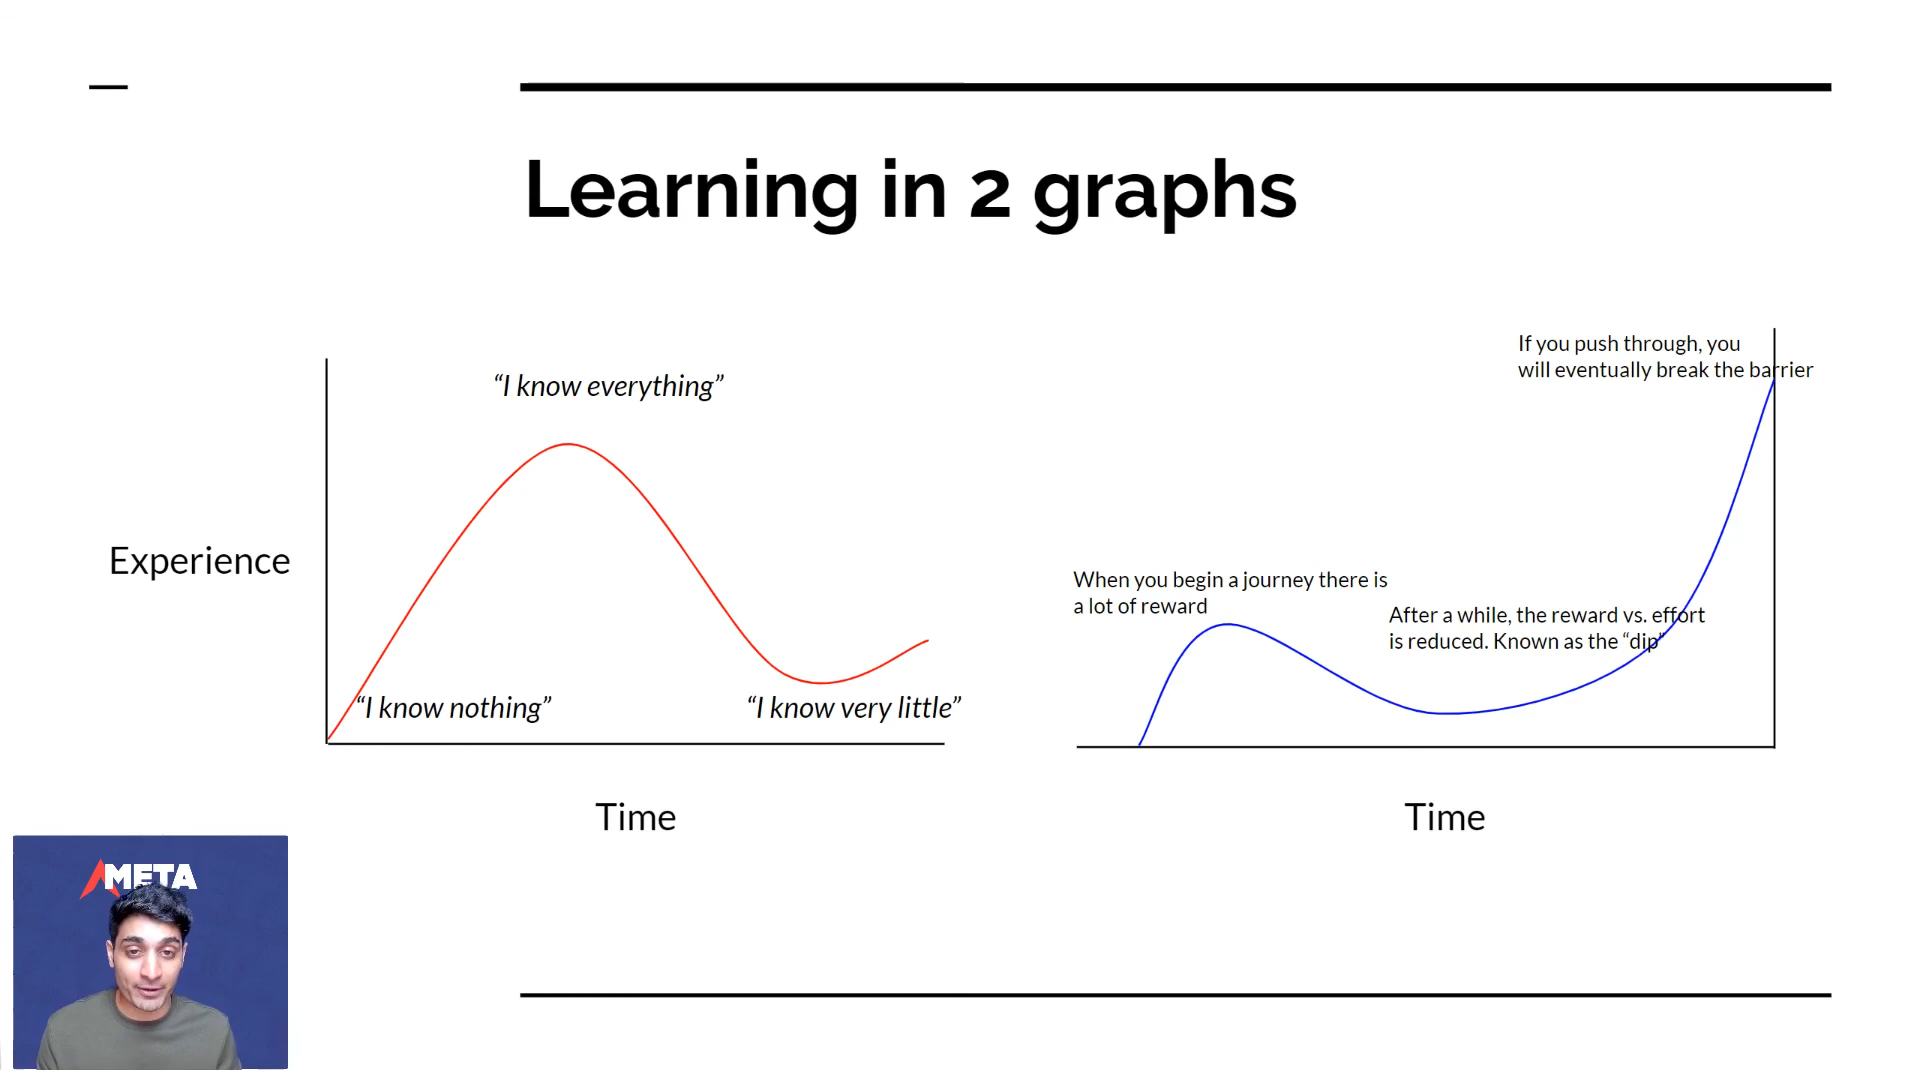 Learning in 2 graphs
“I know everything”
Experience
“I know nothing”
“I know very little”
Time
If you push through, you
will eventually break the barrier
When you begin a journey there is
a lot of reward
After a while, the reward vs. effort
is reduced. Known as the “dip”
Time
META